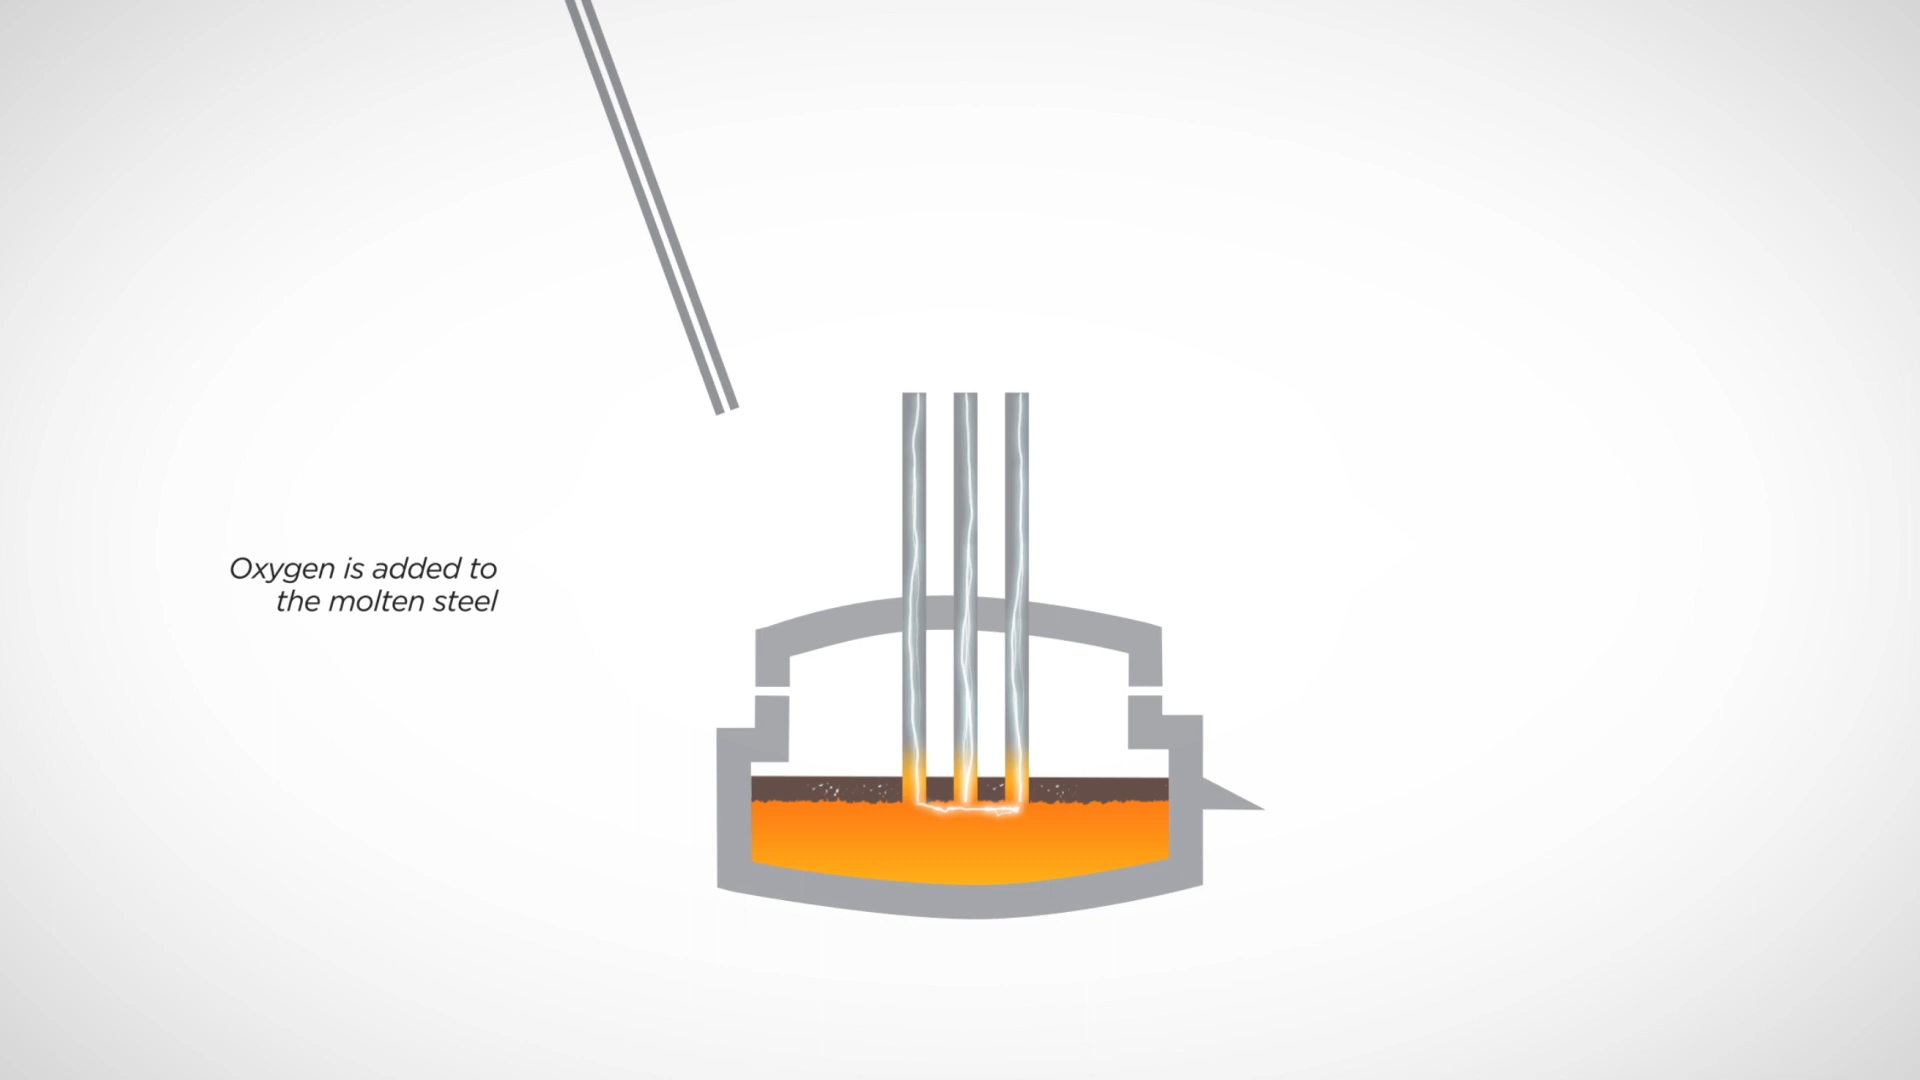 Oxygen is added to
the molten steel